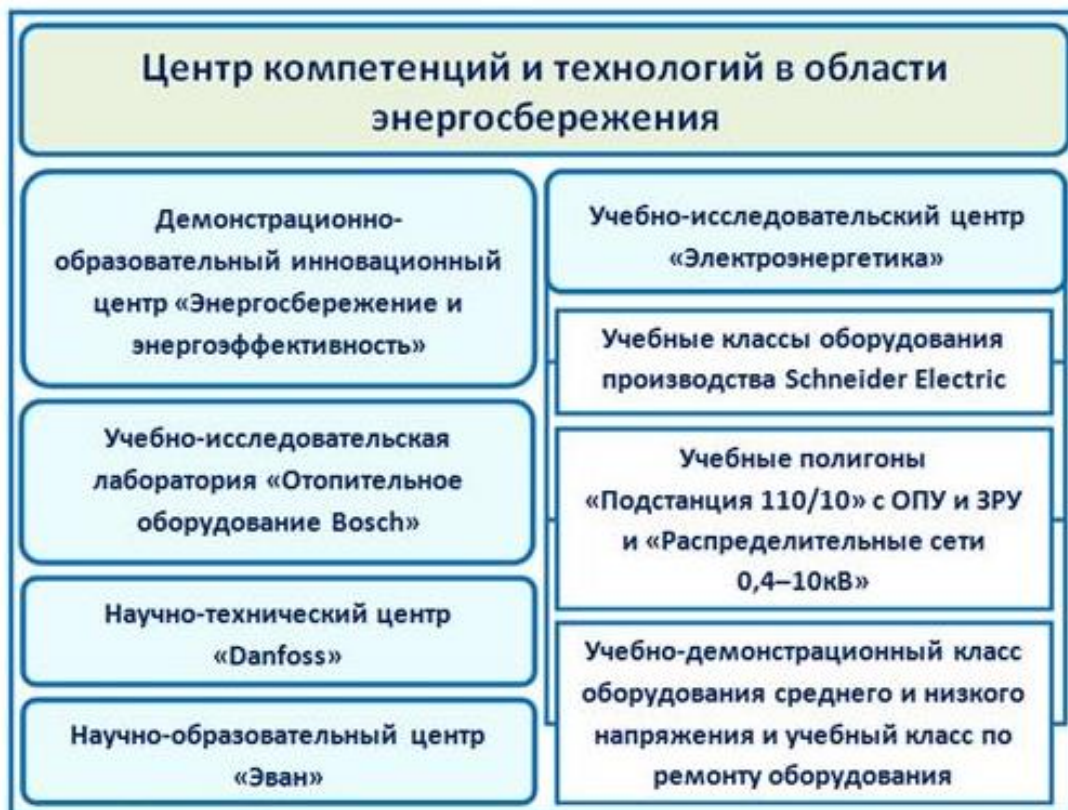 Центр компетенций и технологий в области
энергосбережения
Демонстрационно-
образовательный инновационный
центр «Энергосбережение и
энергоэффективность»
Учебно-исследовательская
лаборатория «Отопительное
оборудование Bosch»
Научно-технический центр
«Danfoss»
Научно-образовательный центр
«Эван»
Учебно-исследовательский центр
«Электроэнергетика»
Учебные классы оборудования
производства Schneider Electric
Учебные полигоны
«Подстанция 110/10» с ОПУ и ЗРУ
и «Распределительные сети
0,4–10кВ»
Учебно-демонстрационный класс
оборудования среднего и низкого
напряжения и учебный класс по
ремонту оборудования